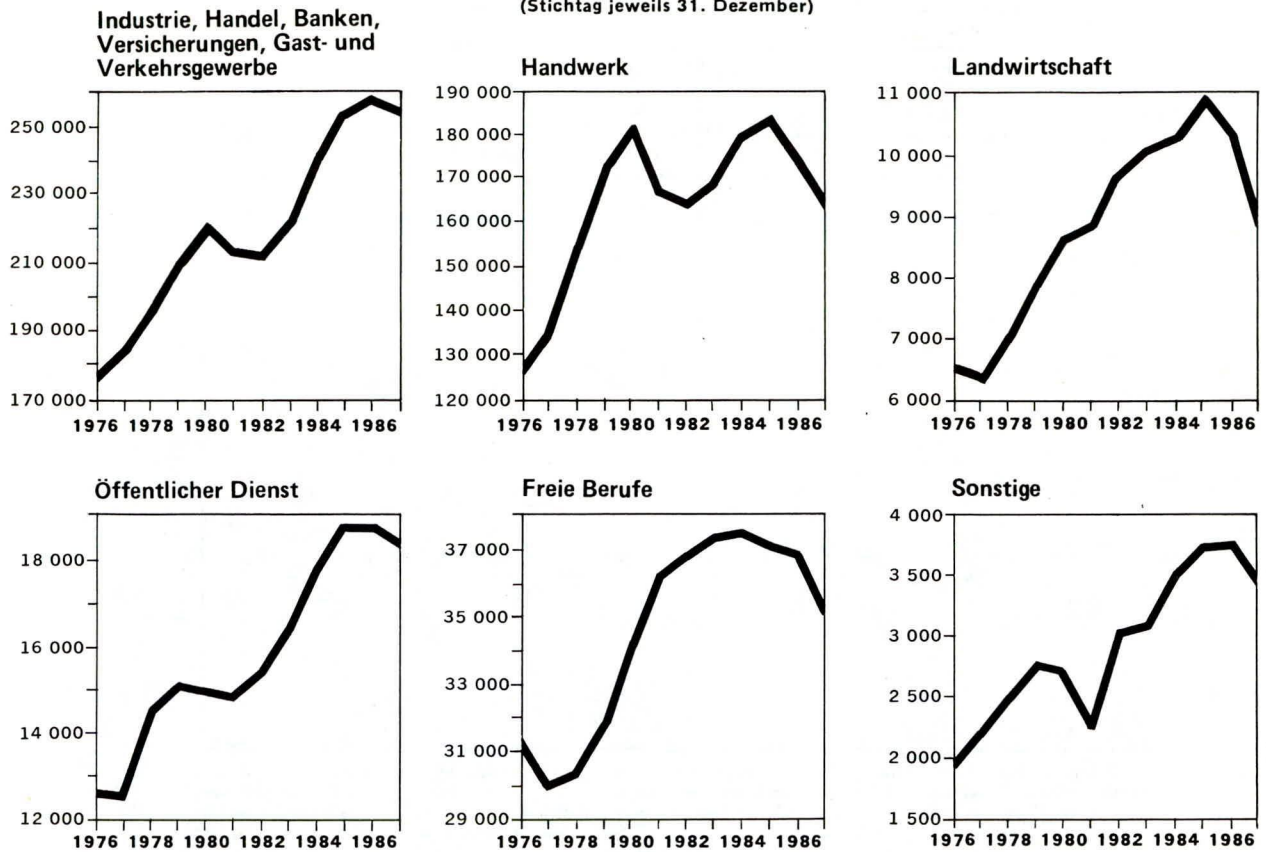 (Stichtag jeweils 31. Dezember)
Industrie, Handel, Banken,
Versicherungen, Gast- und
Verkehrsgewerbe
250 000
230 000
210 000
190 000
170 000
1976 1978 1980 1982 1984 1986
Handwerk
190 000
180 000
170 000
160 000
150 000
140 000
130 000
120 000
1976 1978 1980 1982 1984 1986
Landwirtschaft
11 000
10 000
9 000
8 000
7 000
6 000
1976 1978 1980 1982 1984 1986
Öffentlicher Dienst
18 000
16 000
14 000
12 000
1976 1978 1980 1982 1984 1986
Freie Berufe
37 000
35 000
33 000
31 000
29 000
1976 1978 1980 1982 1984 1986
Sonstige
4 000
3 500
3 000
2 500
2 000
1 500
1976 1978 1980 1982 1984 1986